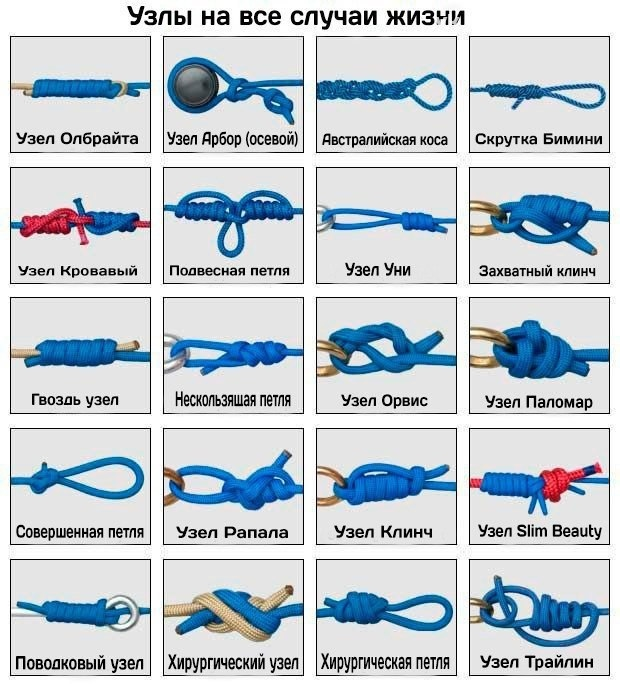 Узлы на все случаи жизни
Узел Олбрайта
Узел Арбор (осевой)
Австралийская коса
Скрутка Бимини
Узел Кровавый
Подвесная петля
Узел Уни
Захватный клинч
Гвоздь узел
Нескользящая петля
Узел Орвис
Узел Паломар
Совершенная петля
Узел Рапала
Узел Клинч
Узел Slim Beauty
Поводковый узел
Хирургический узел
Хирургическая петля
Узел Трайлин